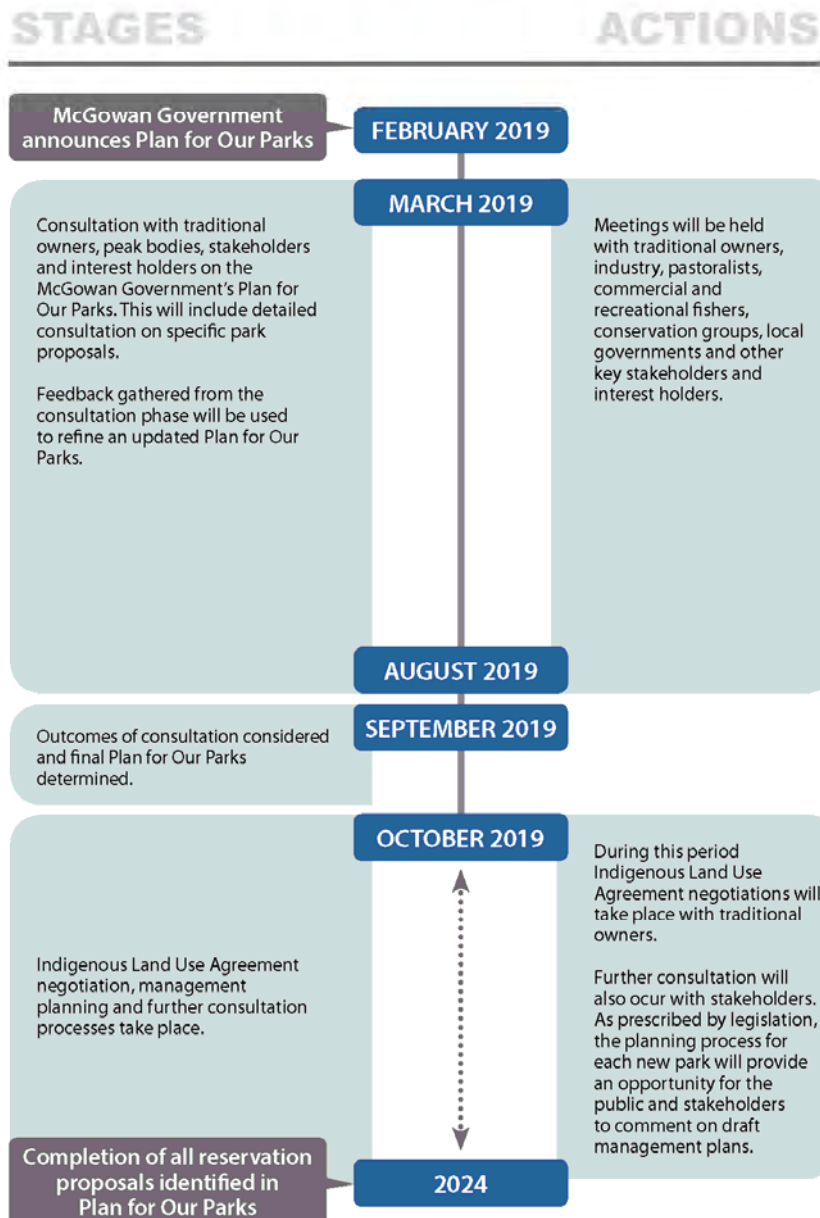 STAGES
ACTIONS
McGowan Government
announces Plan for Our Parks
FEBRUARY 2019
MARCH 2019
Consultation with traditional
owners, peak bodies, stakeholders
and interest holders on the
McGowan Government's Plan for
Our Parks. This will include detailed
consultation on specific park
proposals.
Feedback gathered from the
consultation phase will be used
to refine an updated Plan for Our
Parks.
Meetings will be held
with traditional owners,
industry, pastoralists,
commercial and
recreational fishers,
conservation groups, local
governments and other
key stakeholders and
interest holders.
AUGUST 2019
SEPTEMBER 2019
Outcomes of consultation considered
and final Plan for Our Parks
determined.
OCTOBER 2019
Indigenous Land Use Agreement
negotiation, management
planning and further consultation
processes take place.
During this period
Indigenous Land Use
Agreement negotiations will
take place with traditional
owners.
Further consultation will
also ocur with stakeholders.
As prescribed by legislation,
the planning process for
each new park will provide
an opportunity for the
public and stakeholders
to comment on draft
management plans.
Completion of all reservation
proposals identified in
Plan for Our Parks
2024